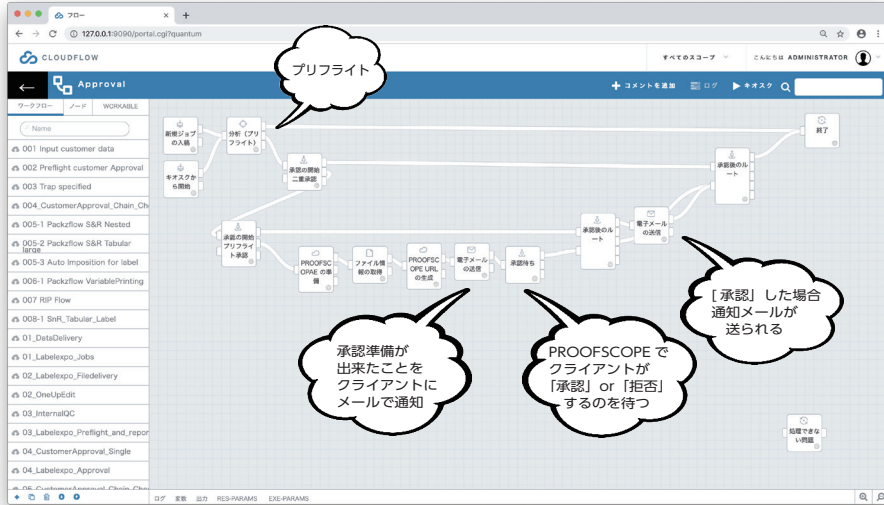 フロー
127.0.0.1:9090/portal.cgi?quantum
CLOUDFLOW
すべてのスコープ
こんにちは ADMINISTRATOR
Approval
コメントを追加
ログ
キオスク
ワークフロー
ノード
WORKABLE
Name
001 Input customer data
002 Preflight customer Approval
003 Trap specified
004_CustomerApproval_Chain_Ch
005-1 Packzflow S&R Nested
005-2 Packzflow S&R Tabular
large
005-3 Auto Imposition for label
006-1 Packzflow VariablePrinting
007 RIP Flow
008-1 SnR_Tabular_Label
01_DataDelivery
01_Labelexpo_Jobs
02_Labelexpo_Filedelivery
02_OneUpEdit
03_InternalQC
03_Labelexpo_Preflight_and_repor
04_CustomerApproval_Single
04_Labelexpo_Approval
05_CustomerApproval_Chain_Che
プリフライト
新規ジョブ
の入稿
分析（プリ
フライト）
終了
キオスクか
ら開始
承認の開始
二重承認
承認後のル
ート
承認の開始
プリフライ
ト承認
承認後のル
ート
電子メール
の送信
PROOFSC
OPAE の準
備
ファイル情
報の取得
PROOFSC
OPE URL
の生成
電子メール
の送信
承認待ち
[ 承認」した場合
通知メールが
送られる
承認準備が
出来たことを
クライアントに
メールで通知
PROOFSCOPE で
クライアントが
「承認」or「拒否」
するのを待つ
処理できな
い問題
ログ
変数
出力
RES-PARAMS
EXE-PARAMS